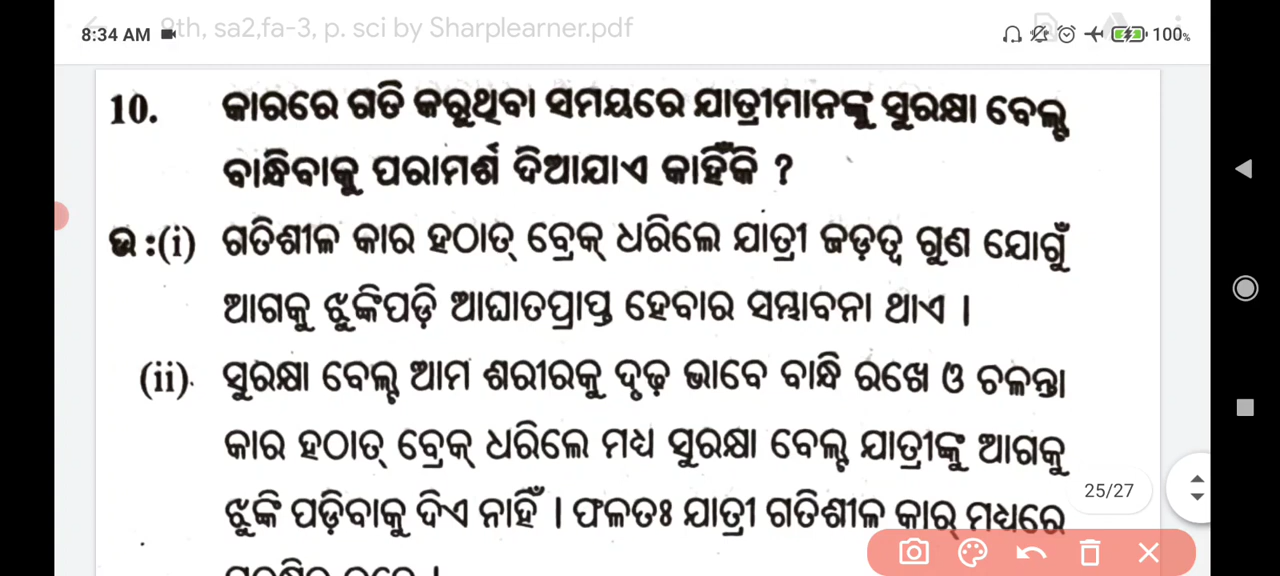 8:34 AM 9th, sa2,fa-3, p. sci by Sharplearner.pdf 100%
10. କାରରେ ଗତି କରୁଥିବା ସମୟରେ ଯାତ୍ରୀମାନଙ୍କୁ ସୁରକ୍ଷା ବେଲ୍ଟ
ବାନ୍ଧିବାକୁ ପରାମର୍ଶ ଦିଆଯାଏ କାହିଁକି ?
ଉ :(i) ଗତିଶୀଳ କାର ହଠାତ୍ ବ୍ରେକ୍ ଧରିଲେ ଯାତ୍ରୀ ଜଡ଼ତ୍ୱ ଗୁଣ ଯୋଗୁଁ
ଆଗକୁ ଝୁଙ୍କିପଡ଼ି ଆଘାତପ୍ରାପ୍ତ ହେବାର ସମ୍ଭାବନା ଥାଏ ।
(ii) ସୁରକ୍ଷା ବେଲ୍ଟ ଆମ ଶରୀରକୁ ଦୃଢ଼ ଭାବେ ବାନ୍ଧି ରଖେ ଓ ଚଳନ୍ତା
କାର ହଠାତ୍ ବ୍ରେକ୍ ଧରିଲେ ମଧ୍ୟ ସୁରକ୍ଷା ବେଲ୍ଟ ଯାତ୍ରୀଙ୍କୁ ଆଗକୁ
ଝୁଙ୍କି ପଡ଼ିବାକୁ ଦିଏ ନାହିଁ । ଫଳତଃ ଯାତ୍ରୀ ଗତିଶୀଳ କାର୍ ମଧ୍ୟରେ
25/27